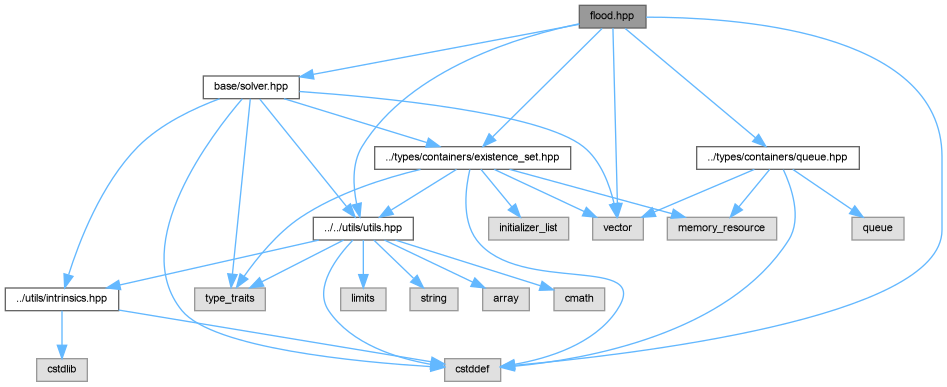 flood.hpp
base/solver.hpp
../types/containers/existence_set.hpp
../types/containers/queue.hpp
../../utils/utils.hpp
initializer_list
vector
memory_resource
queue
../utils/intrinsics.hpp
type_traits
limits
string
array
cmath
cstdlib
cstddef